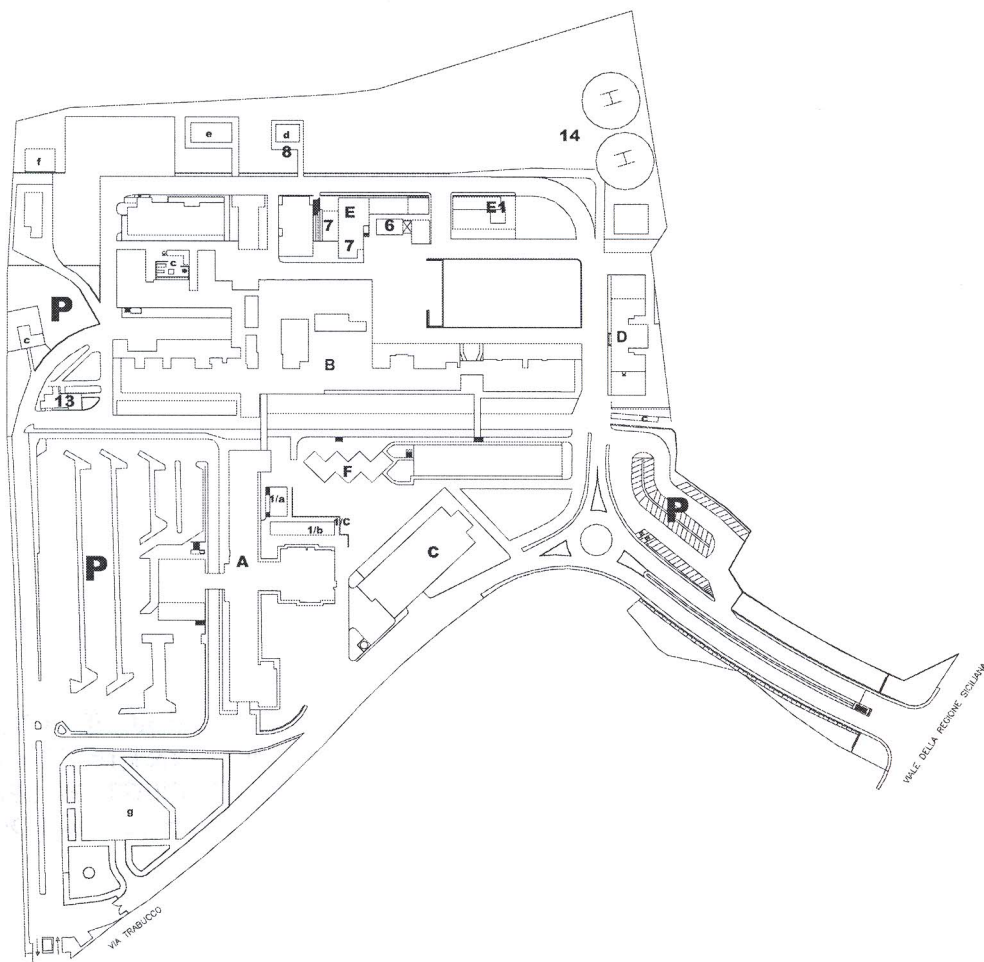 H
14
H
e
d
8
f
E
7
7
6
E1
c
P
c
D
B
13
c
F
P
1/a
1/b
1/C
C
A
P
g
VIALE DELLA REGIONE SICILIANA
VIA TRABUCCO